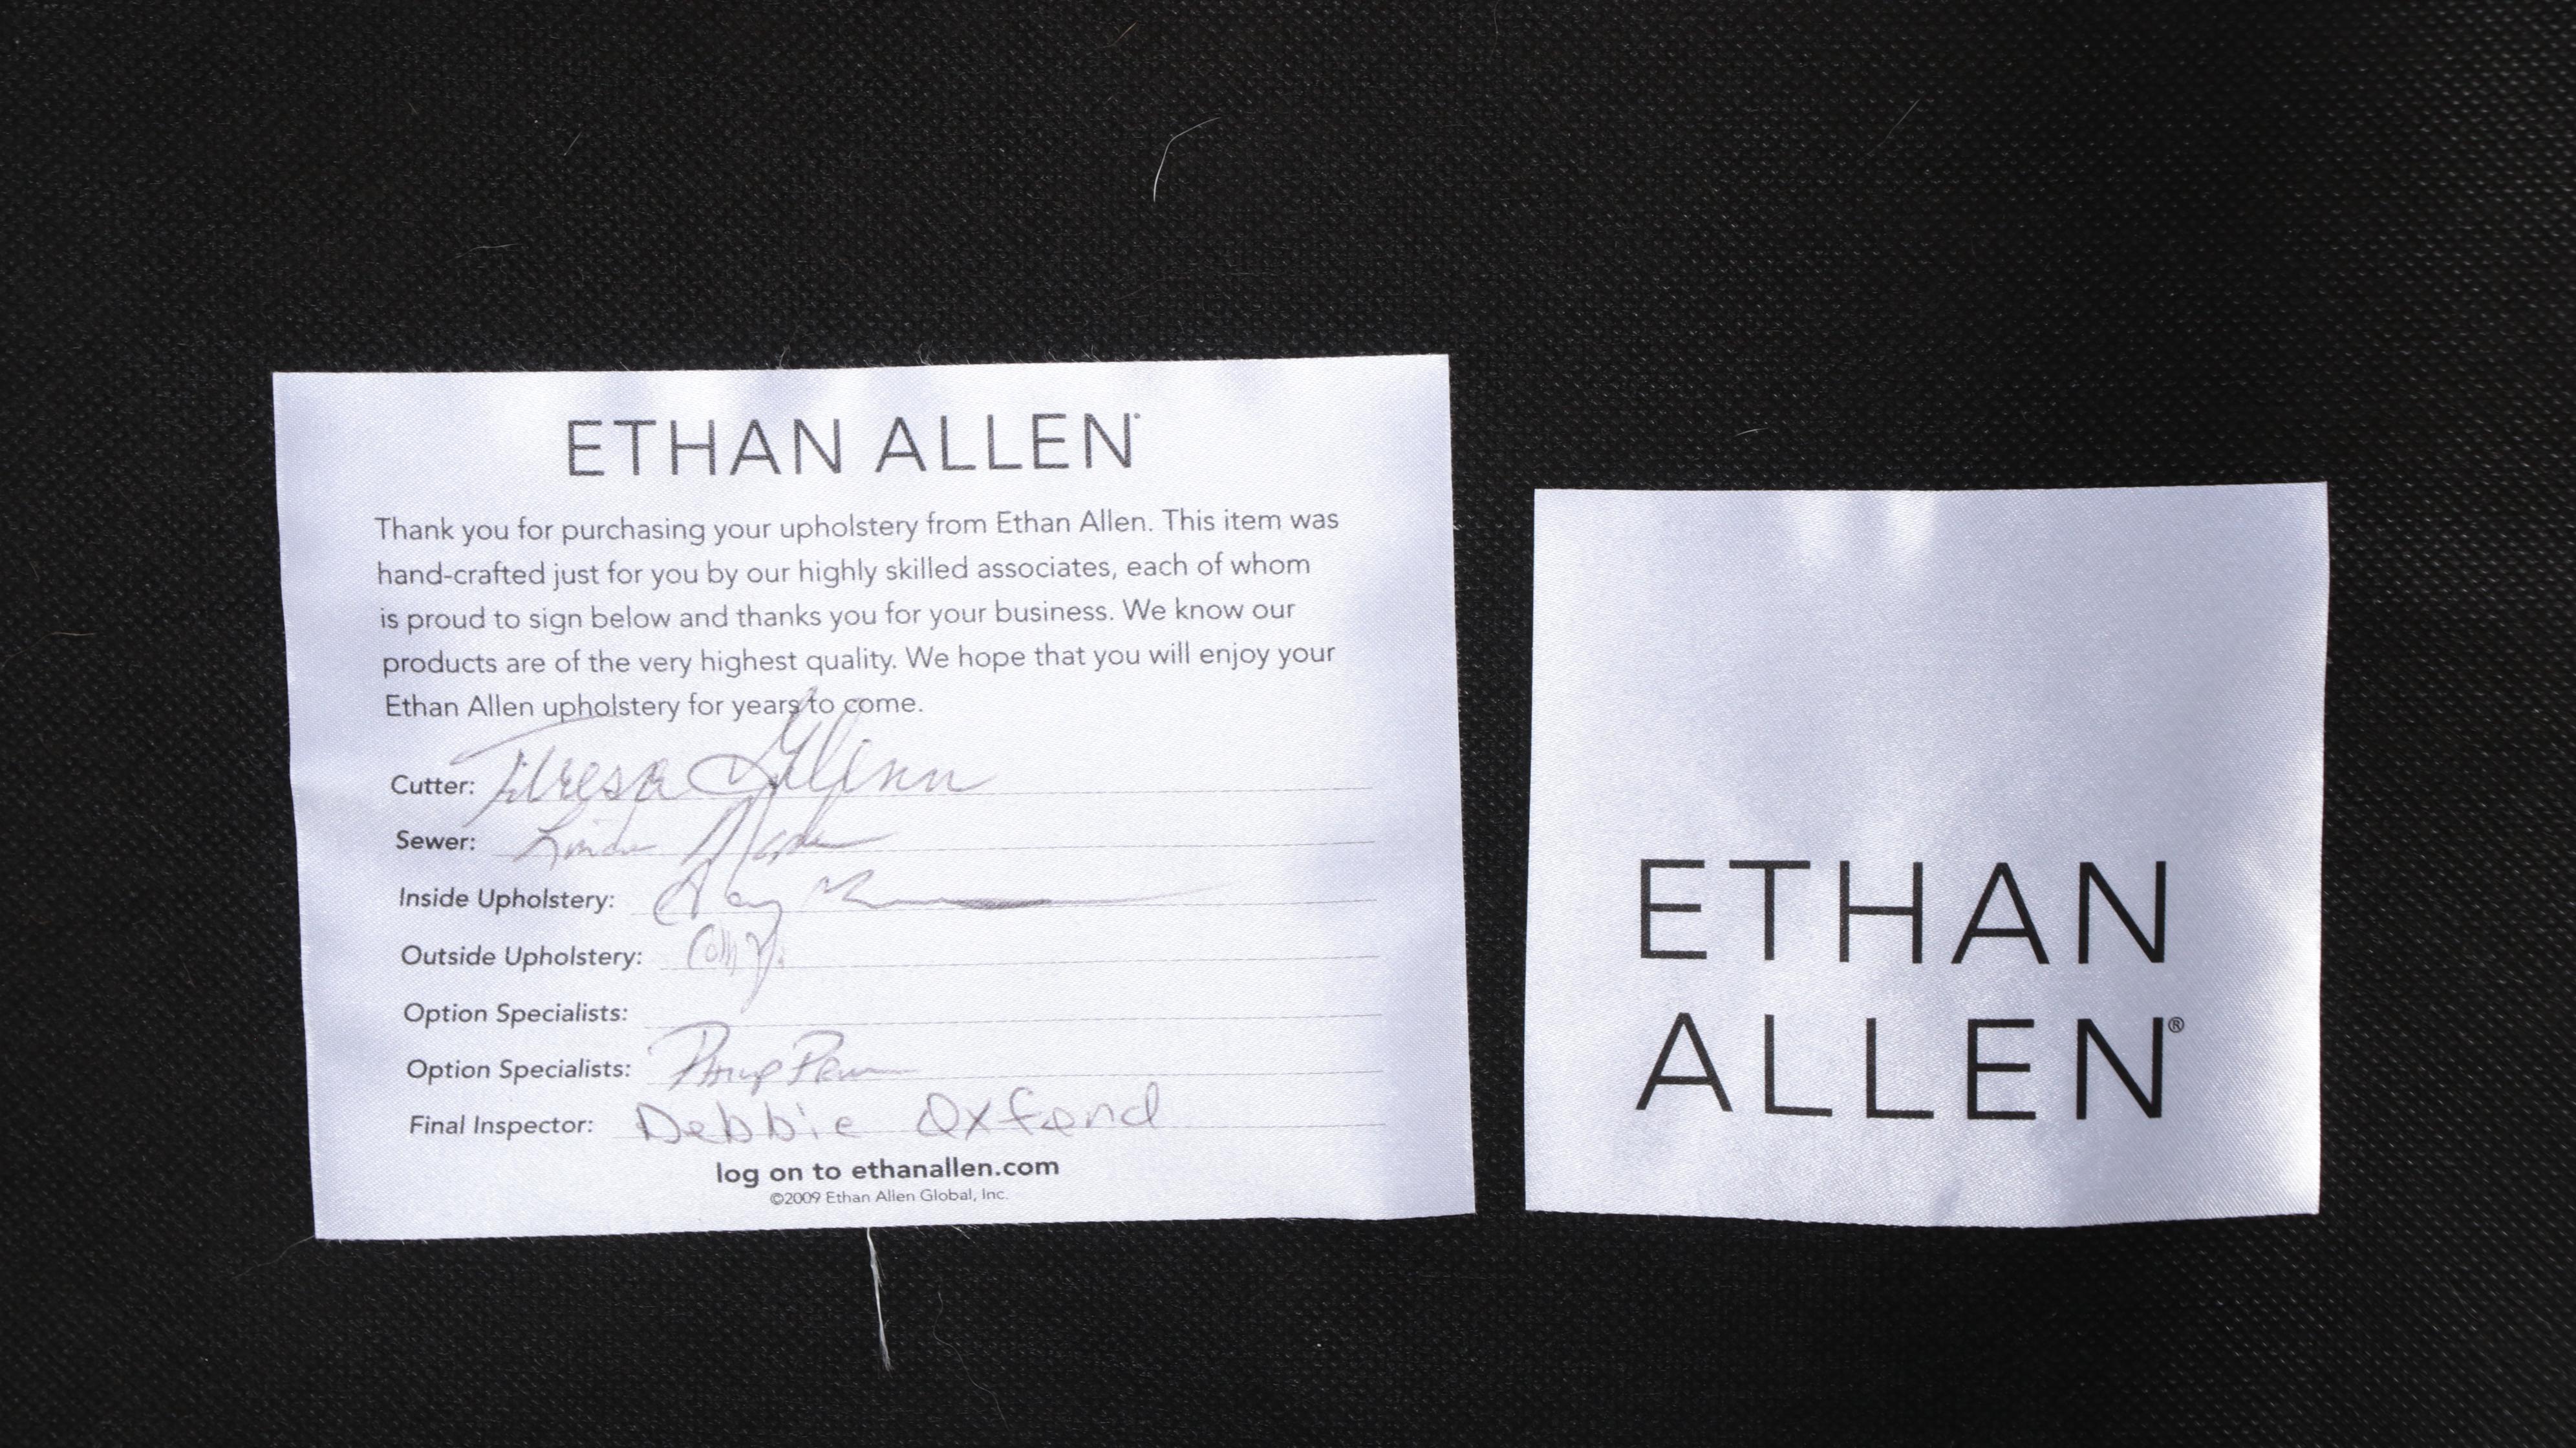 ETHAN ALLEN®
Thank you for purchasing your upholstery from Ethan Allen. This item was
hand-crafted just for you by our highly skilled associates, each of whom
is proud to sign below and thanks you for your business. We know our
products are of the very highest quality. We hope that you will enjoy your
Ethan Allen upholstery for years to come.
Cutter: Teresa Glenn
Sewer: Linda
Inside Upholstery:
Outside Upholstery:
Option Specialists:
Option Specialists:
Final Inspector: Debbie Oxford
log on to ethanallen.com
©2009 Ethan Allen Global, Inc.
ETHAN
ALLEN®